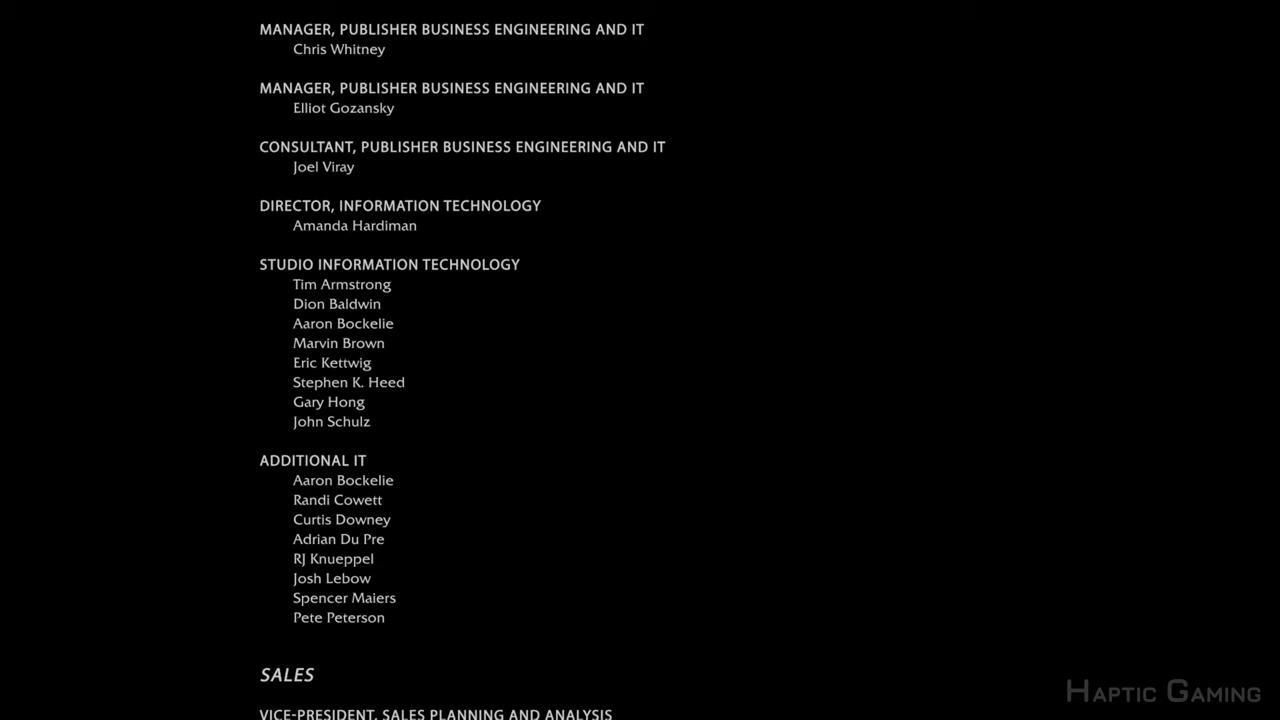 MANAGER, PUBLISHER BUSINESS ENGINEERING AND IT
Chris Whitney
MANAGER, PUBLISHER BUSINESS ENGINEERING AND IT
Elliot Gozansky
CONSULTANT, PUBLISHER BUSINESS ENGINEERING AND IT
Joel Viray
DIRECTOR, INFORMATION TECHNOLOGY
Amanda Hardiman
STUDIO INFORMATION TECHNOLOGY
Tim Armstrong
Dion Baldwin
Aaron Bockelie
Marvin Brown
Eric Kettwig
Stephen K. Heed
Gary Hong
John Schulz
ADDITIONAL IT
Aaron Bockelie
Randi Cowett
Curtis Downey
Adrian Du Pre
RJ Knueppel
Josh Lebow
Spencer Maiers
Pete Peterson
SALES
VICE-PRESIDENT, SALES PLANNING AND ANALYSIS
HAPTIC GAMING